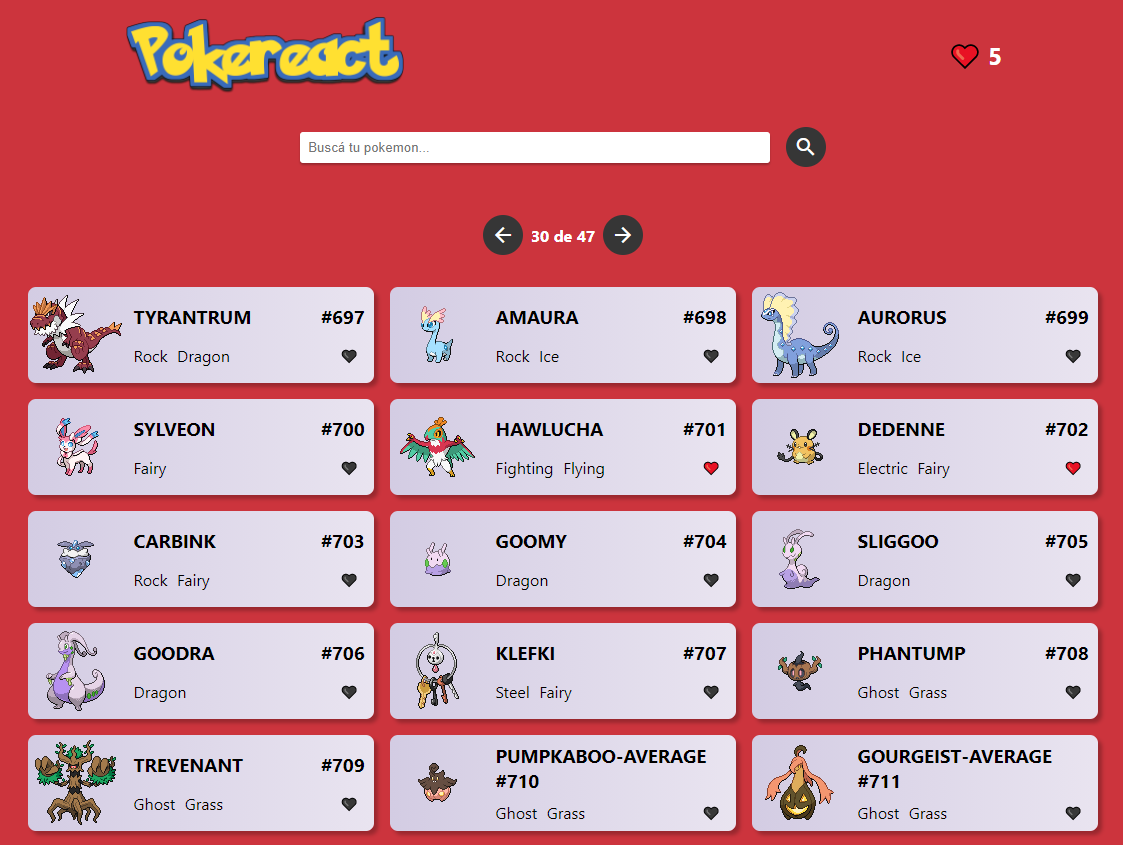 Pokereact
5
Buscá tu pokemon...
30 de 47
TYRANTRUM #697
Rock Dragon
AMAURA #698
Rock Ice
AURORUS #699
Rock Ice
SYLVEON #700
Fairy
HAWLUCHA #701
Fighting Flying
DEDENNE #702
Electric Fairy
CARBINK #703
Rock Fairy
GOOMY #704
Dragon
SLIGGOO #705
Dragon
GOODRA #706
Dragon
KLEFKI #707
Steel Fairy
PHANTUMP #708
Ghost Grass
TREVENANT #709
Ghost Grass
PUMPKABOO-AVERAGE
#710
Ghost Grass
GOURGEIST-AVERAGE
#711
Ghost Grass